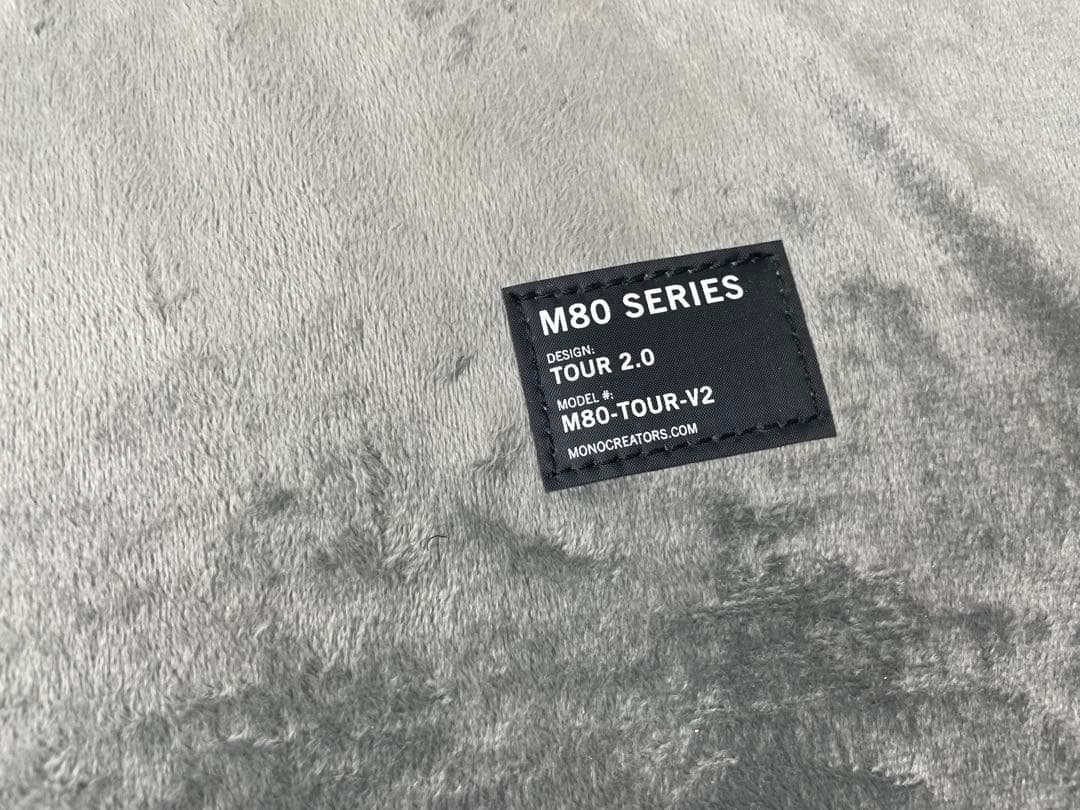 M80 SERIES
DESIGN:
TOUR 2.0
MODEL #:
M80-TOUR-V2
MONOCREATORS.COM